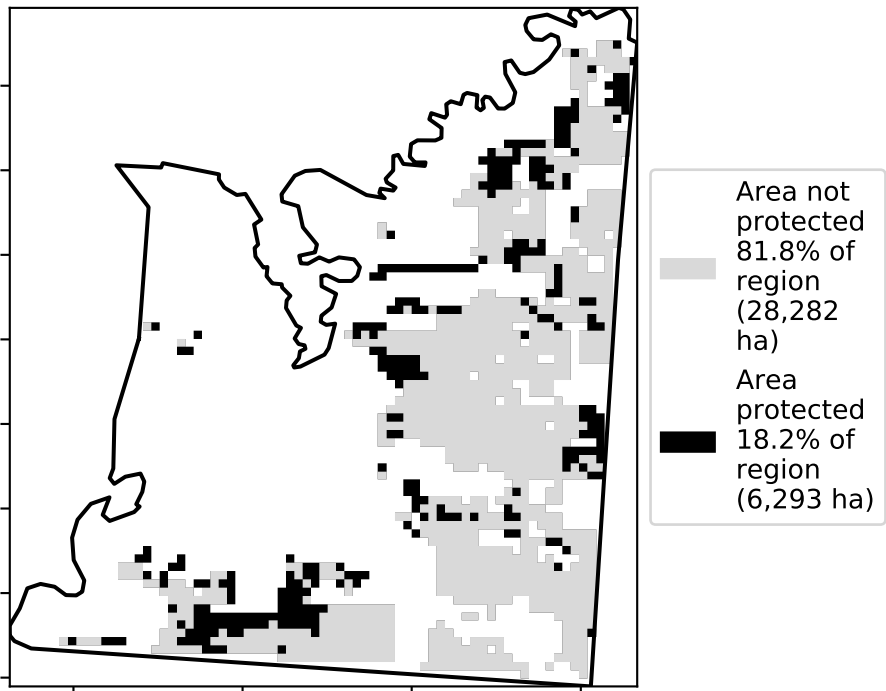 Area not
protected
81.8% of
region
(28,282
ha)
Area
protected
18.2% of
region
(6,293 ha)